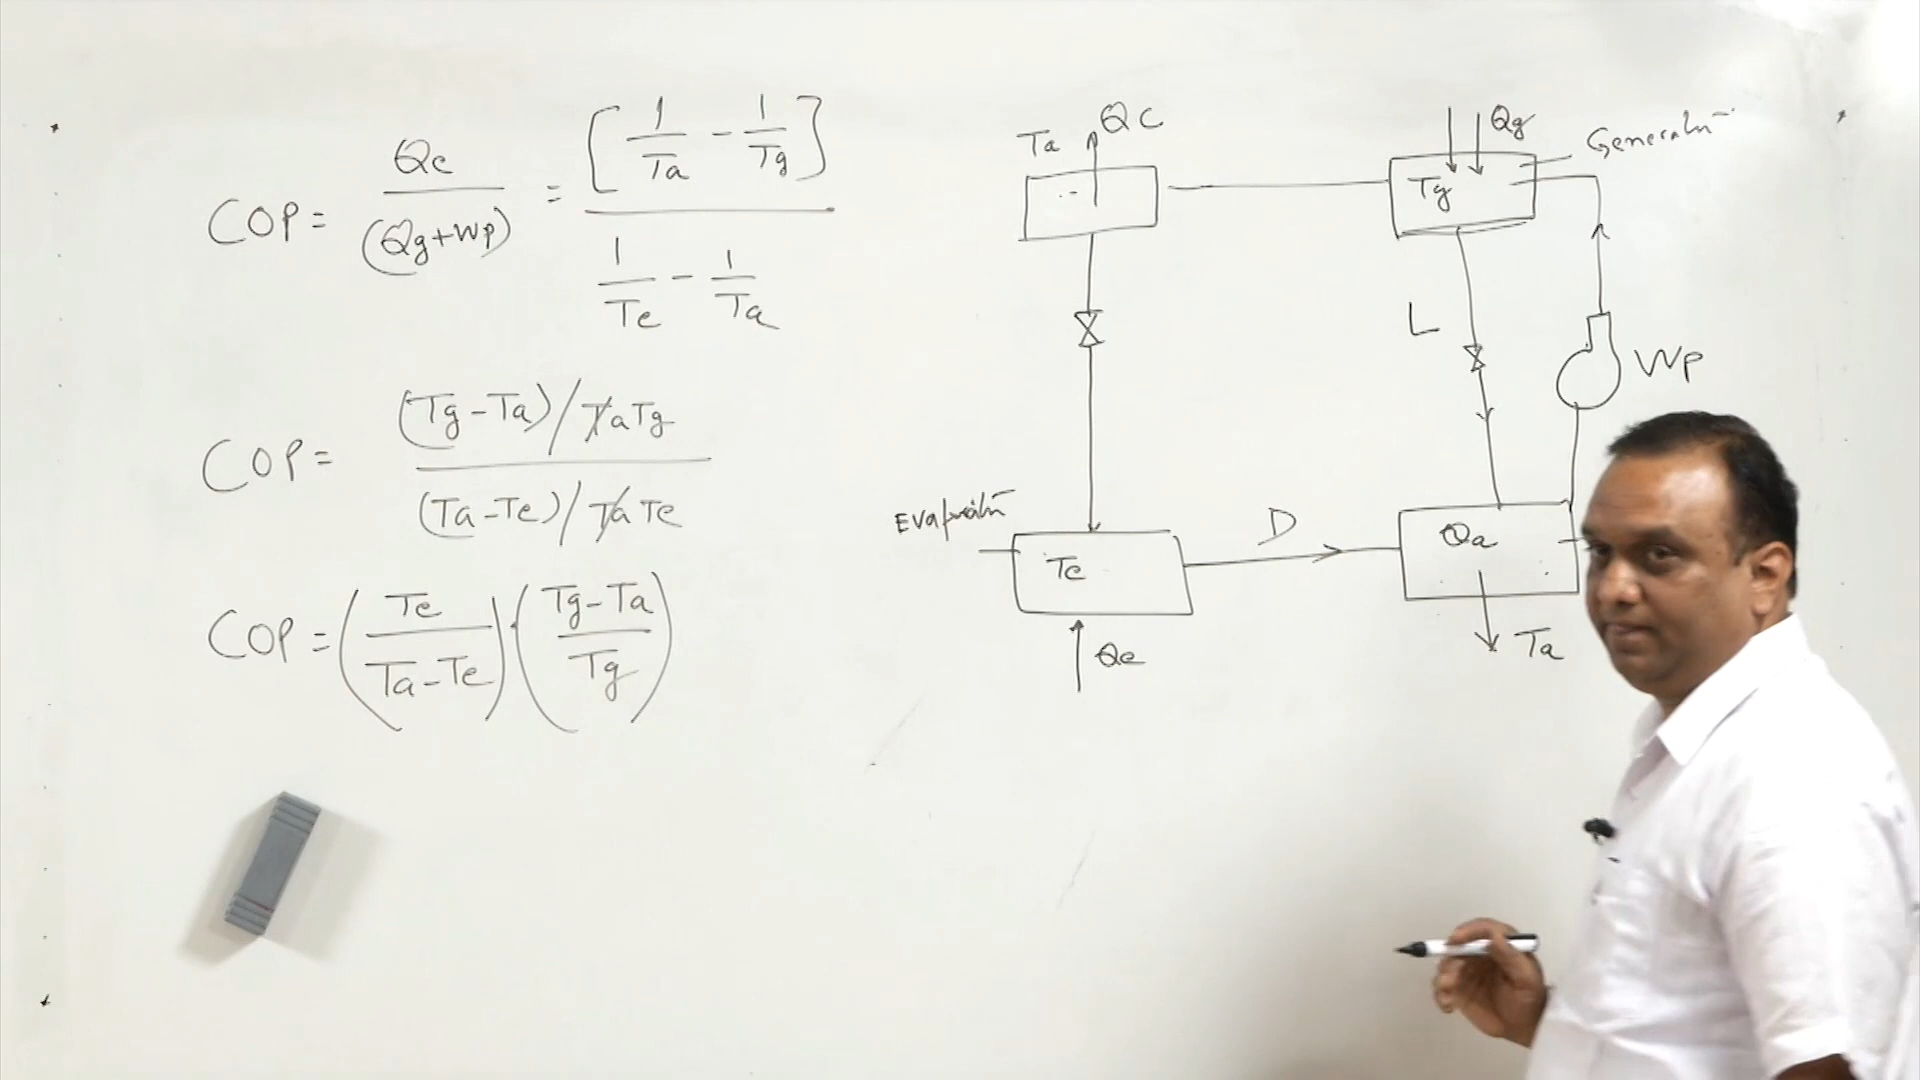 COP = Qe / (Qg+Wp) = [1/Ta - 1/Tg] / 1/Te - 1/Ta
COP = (Tg-Ta)/TaTg / (Ta-Te)/TaTe
COP = (Te / Ta-Te) · (Tg-Ta / Tg)
Ta QC
Qg
Generator
Tg
L
Wp
Evaporator
Te
D
Qa
Qe
Ta